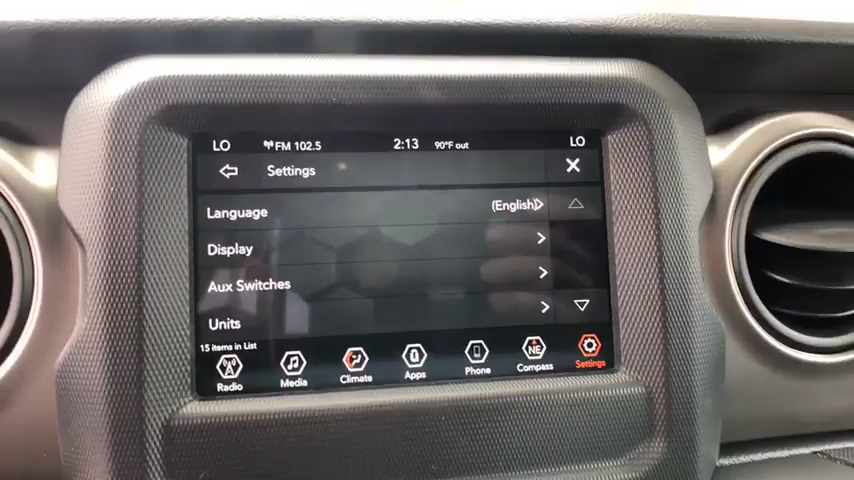 LO FM 102.5 2:13 90°F out LO
Settings
Language (English)
Display
Aux Switches
Units
15 items in List
Radio Media Climate Apps Phone NE Compass Settings